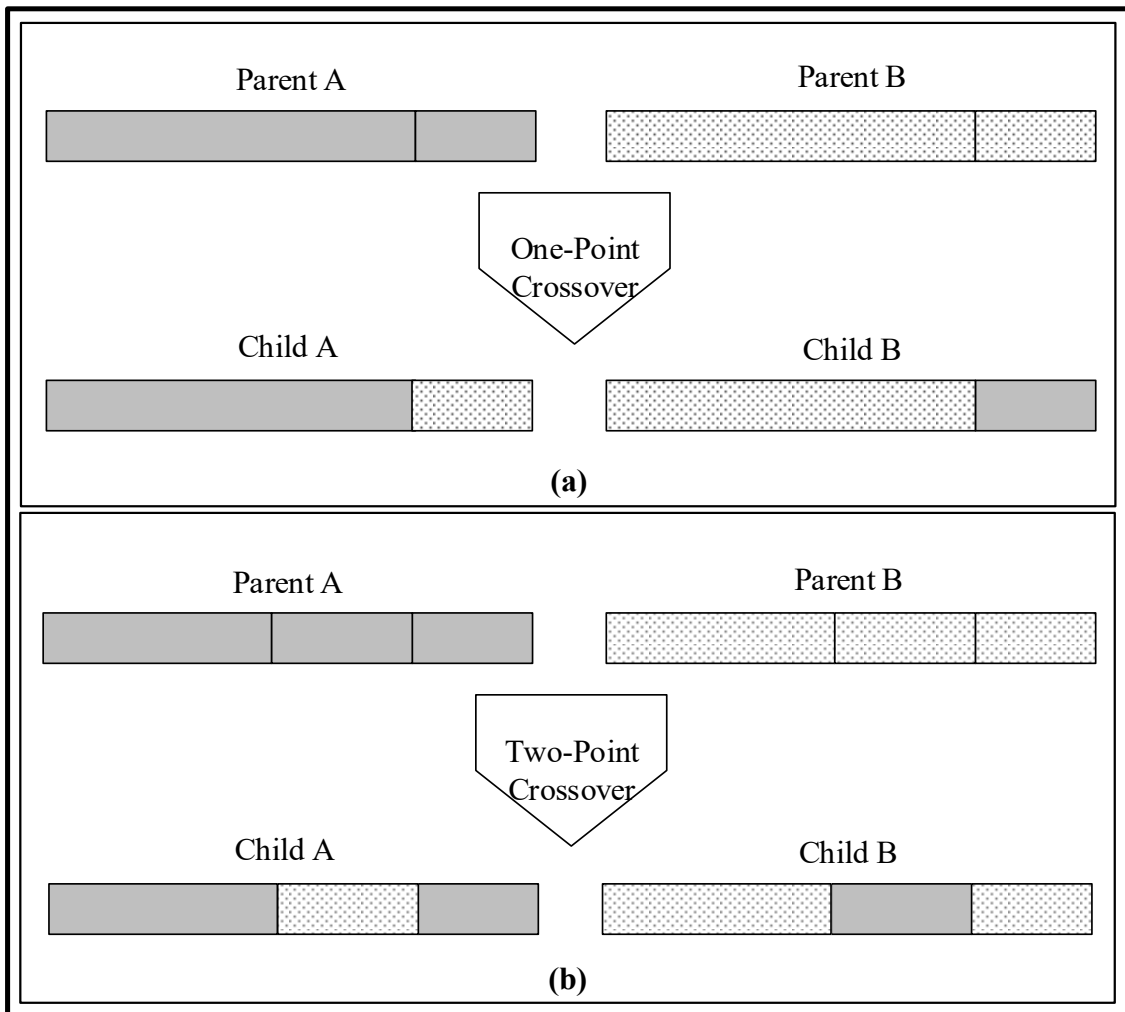 Parent A
Parent B
One-Point
Crossover
Child A
Child B
(a)
Parent A
Parent B
Two-Point
Crossover
Child A
Child B
(b)